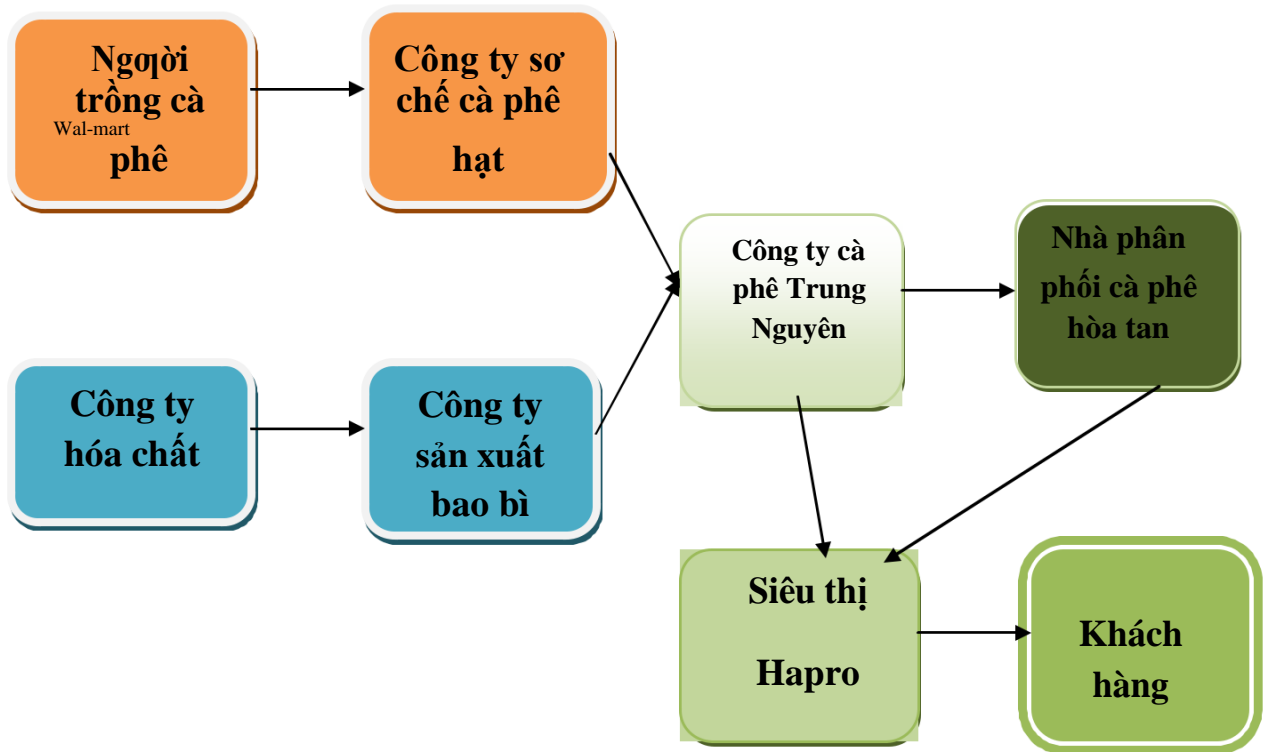 Ngƣời
trồng cà
Wal-mart
phê
Công ty sơ
chế cà phê
hạt
Công ty cà
phê Trung
Nguyên
Nhà phân
phối cà phê
hòa tan
Công ty
hóa chất
Công ty
sản xuất
bao bì
Siêu thị
Hapro
Khách
hàng